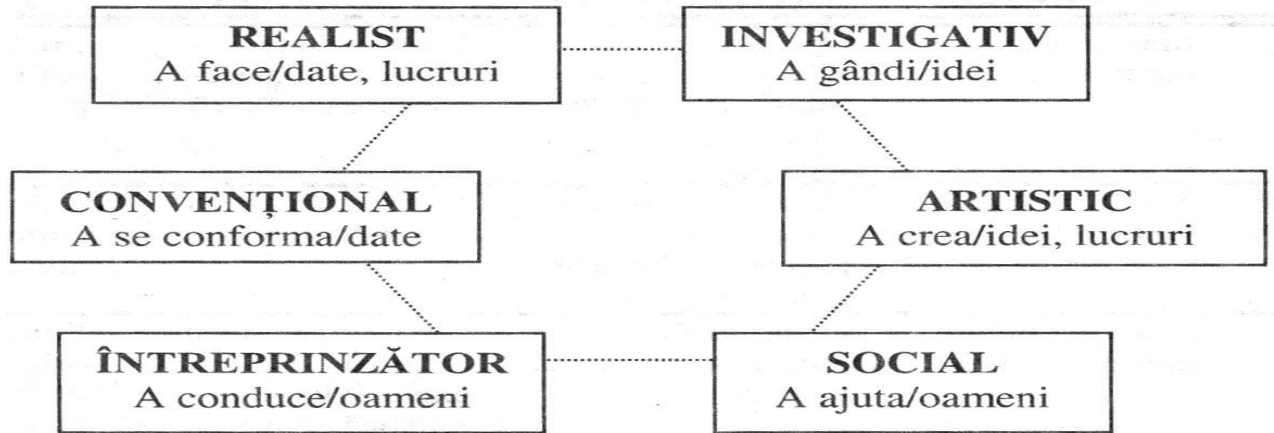 REALIST
A face/date, lucruri
INVESTIGATIV
A gândi/idei
CONVENȚIONAL
A se conforma/date
ARTISTIC
A crea/idei, lucruri
ÎNTREPRINZĂTOR
A conduce/oameni
SOCIAL
A ajuta/oameni